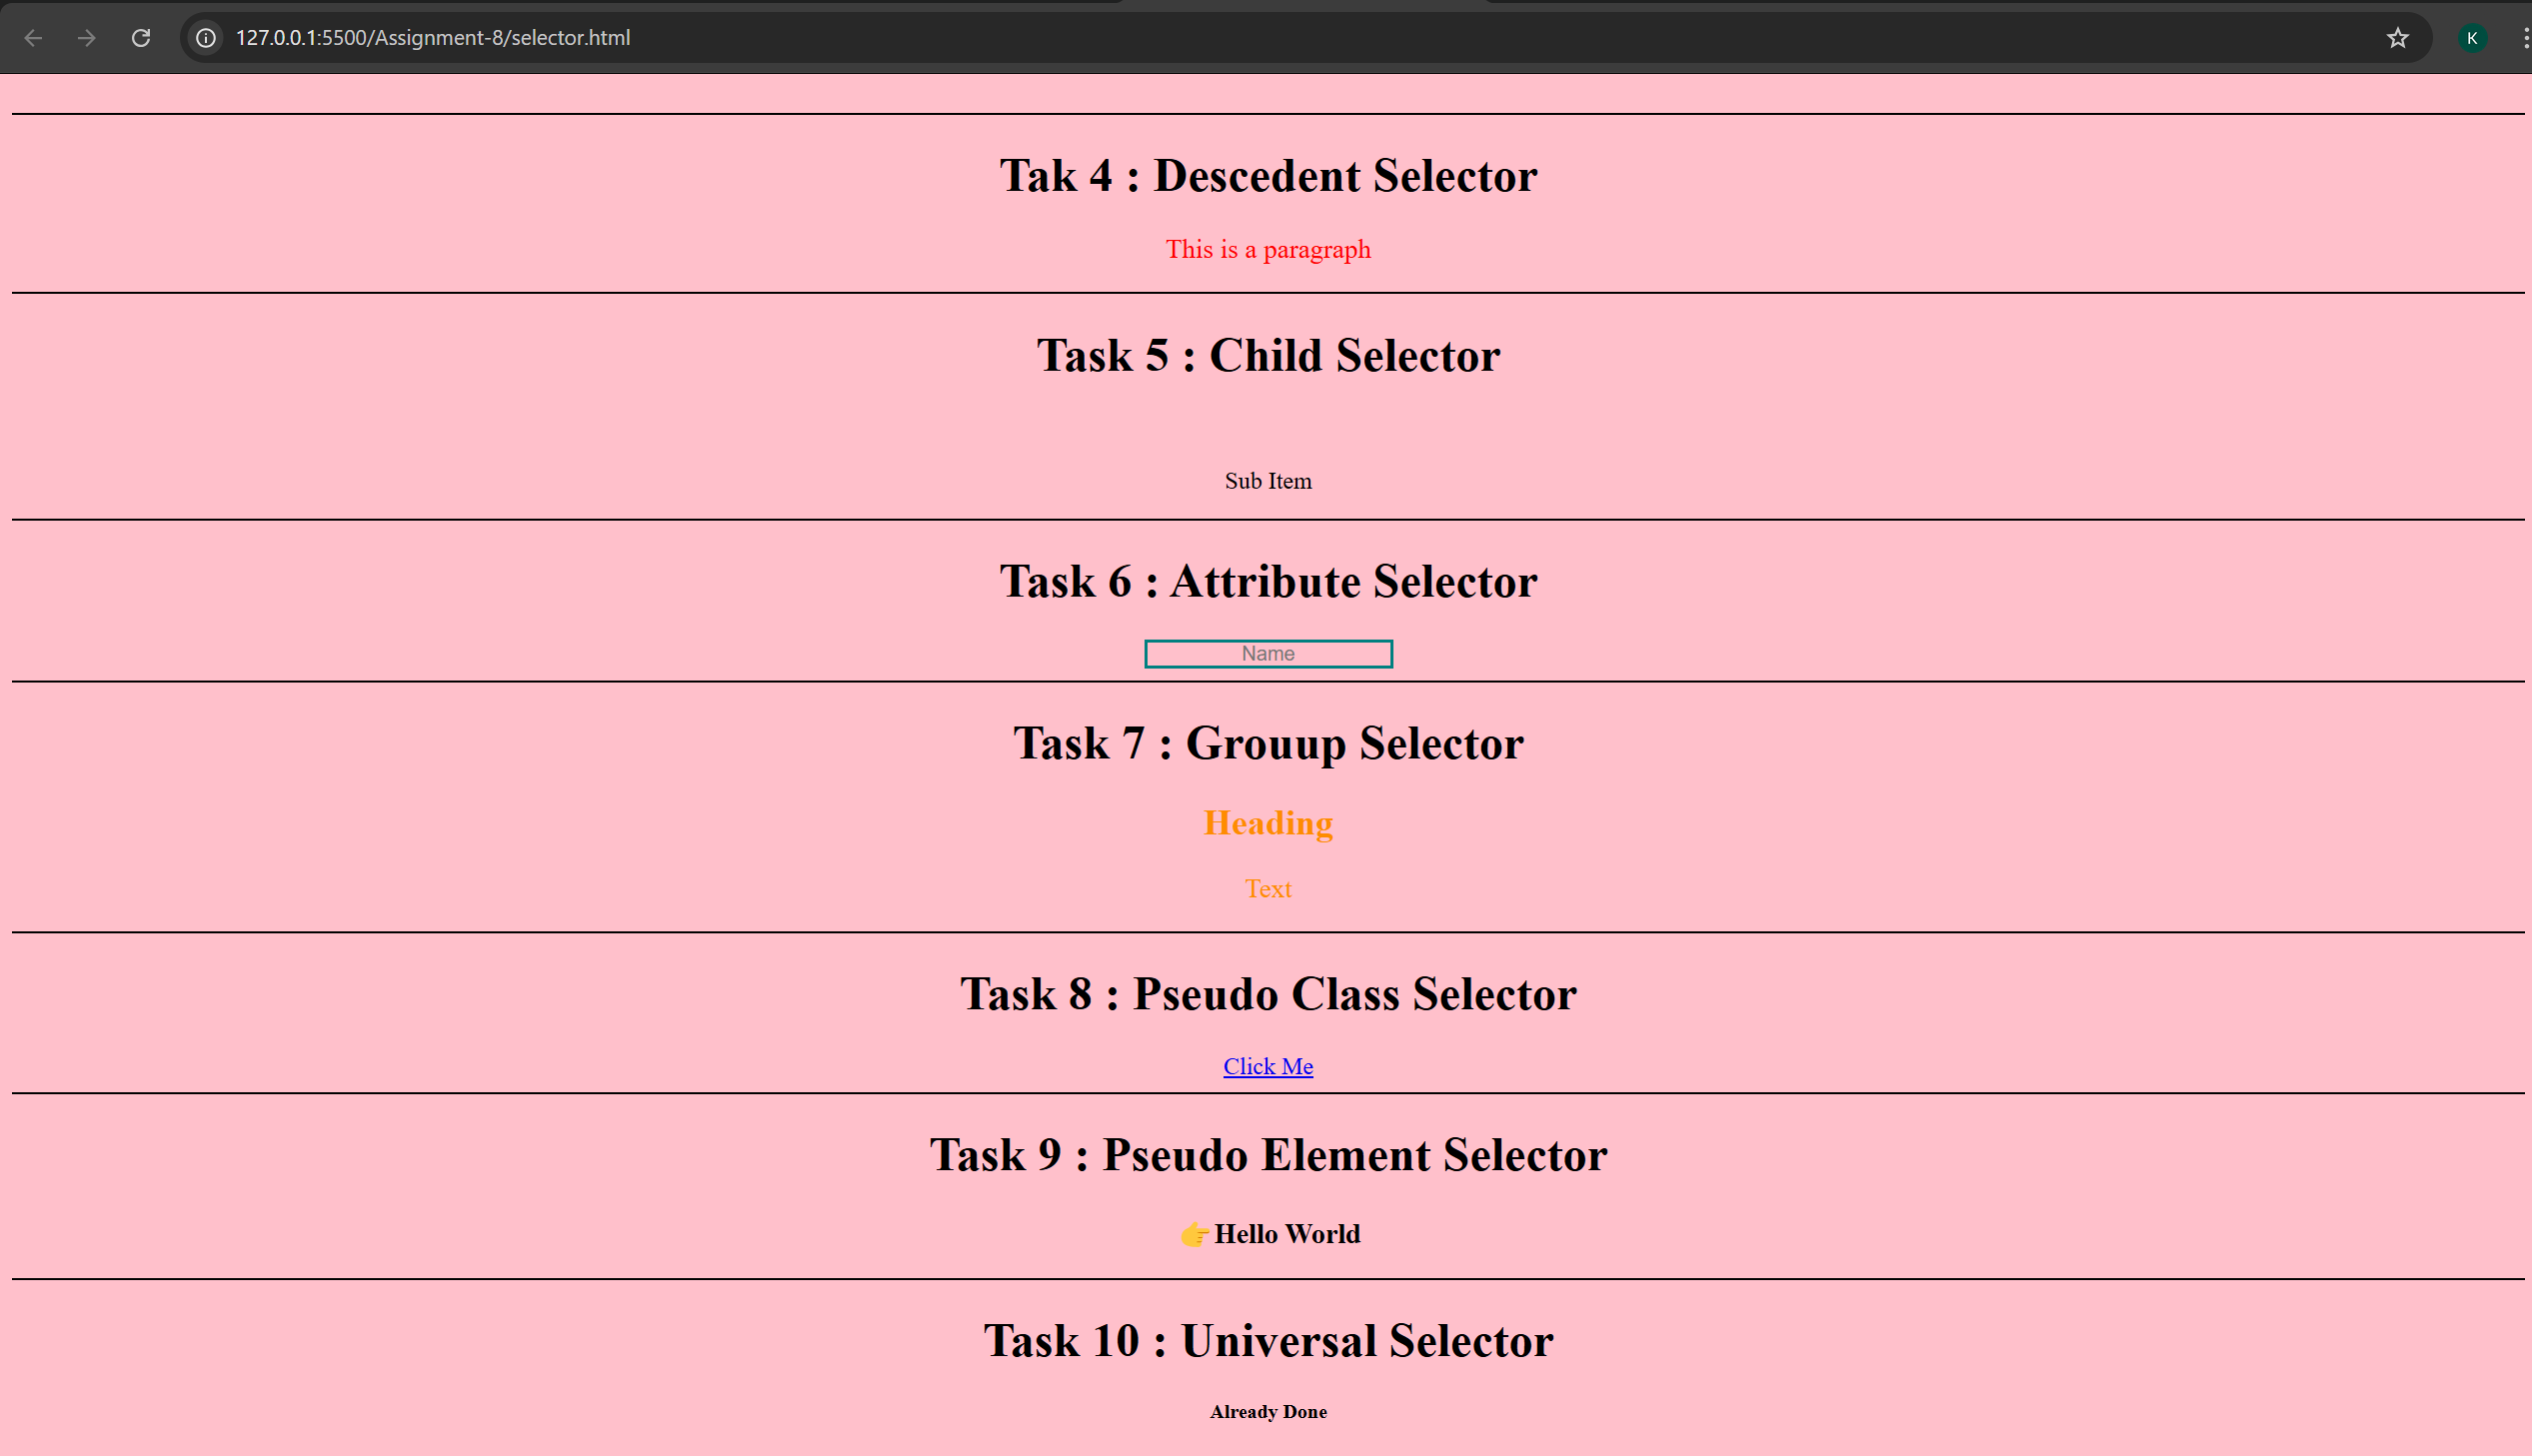 127.0.0.1:5500/Assignment-8/selector.html
K
Tak 4 : Descedent Selector
This is a paragraph
Task 5 : Child Selector
Sub Item
Task 6 : Attribute Selector
Name
Task 7 : Grouup Selector
Heading
Text
Task 8 : Pseudo Class Selector
Click Me
Task 9 : Pseudo Element Selector
👉Hello World
Task 10 : Universal Selector
Already Done